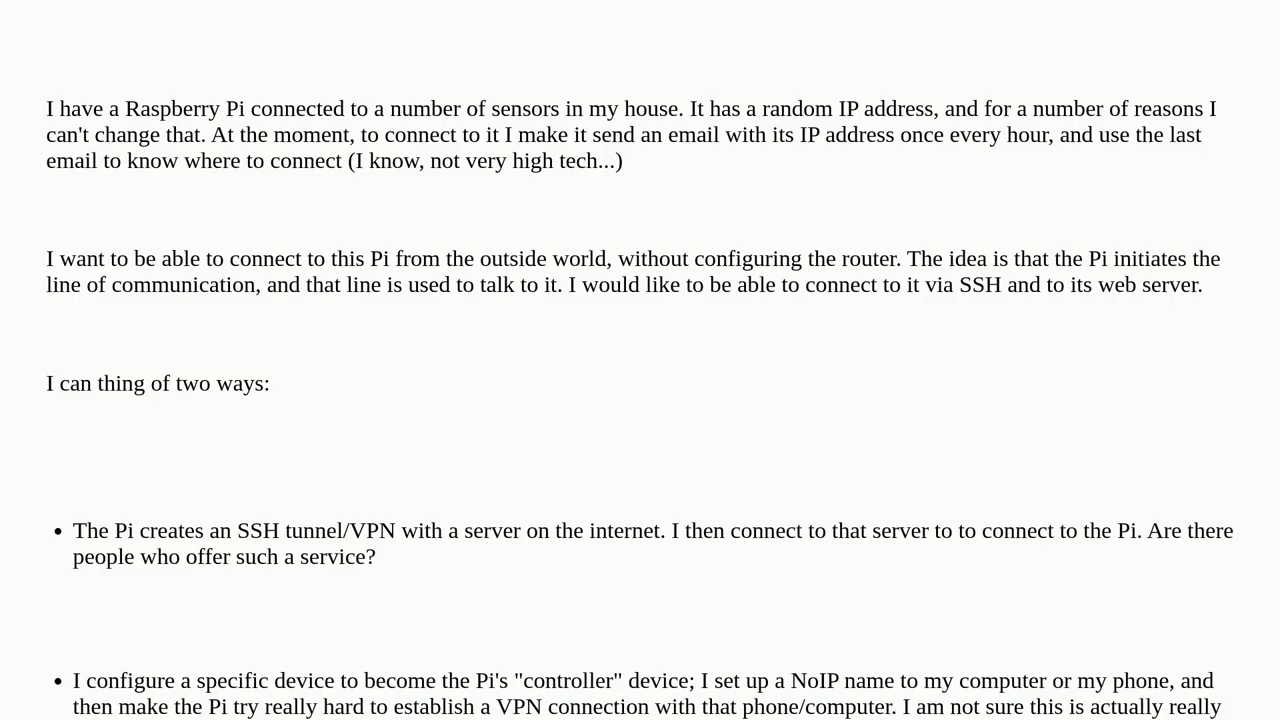 I have a Raspberry Pi connected to a number of sensors in my house. It has a random IP address, and for a number of reasons I
can't change that. At the moment, to connect to it I make it send an email with its IP address once every hour, and use the last
email to know where to connect (I know, not very high tech...)
I want to be able to connect to this Pi from the outside world, without configuring the router. The idea is that the Pi initiates the
line of communication, and that line is used to talk to it. I would like to be able to connect to it via SSH and to its web server.
I can thing of two ways:
• The Pi creates an SSH tunnel/VPN with a server on the internet. I then connect to that server to to connect to the Pi. Are there
people who offer such a service?
• I configure a specific device to become the Pi's "controller" device; I set up a NoIP name to my computer or my phone, and
then make the Pi try really hard to establish a VPN connection with that phone/computer. I am not sure this is actually really